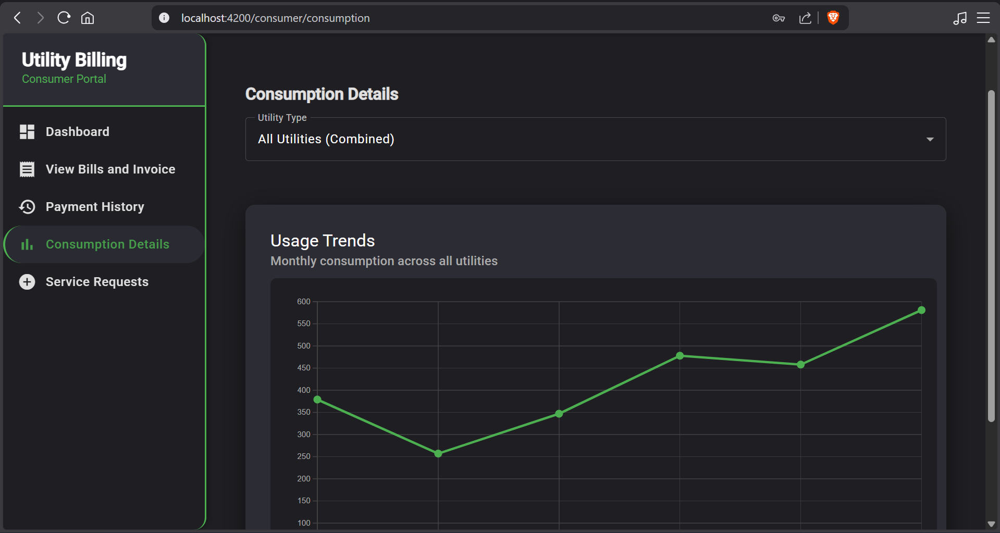 localhost:4200/consumer/consumption
Utility Billing
Consumer Portal
Dashboard
View Bills and Invoice
Payment History
Consumption Details
Service Requests
Consumption Details
Utility Type
All Utilities (Combined)
Usage Trends
Monthly consumption across all utilities
600
550
500
450
400
350
300
250
200
150
100